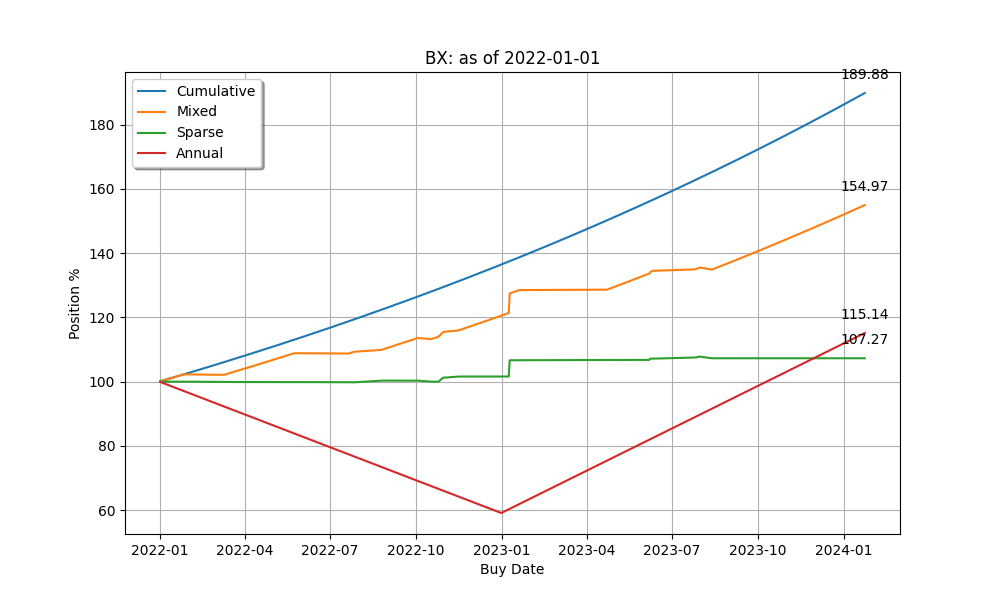 BX: as of 2022-01-01
189.88
Cumulative
Mixed
Sparse
Annual
154.97
115.14
107.27
180
160
140
120
100
80
60
Position %
2022-01 2022-04 2022-07 2022-10 2023-01 2023-04 2023-07 2023-10 2024-01
Buy Date